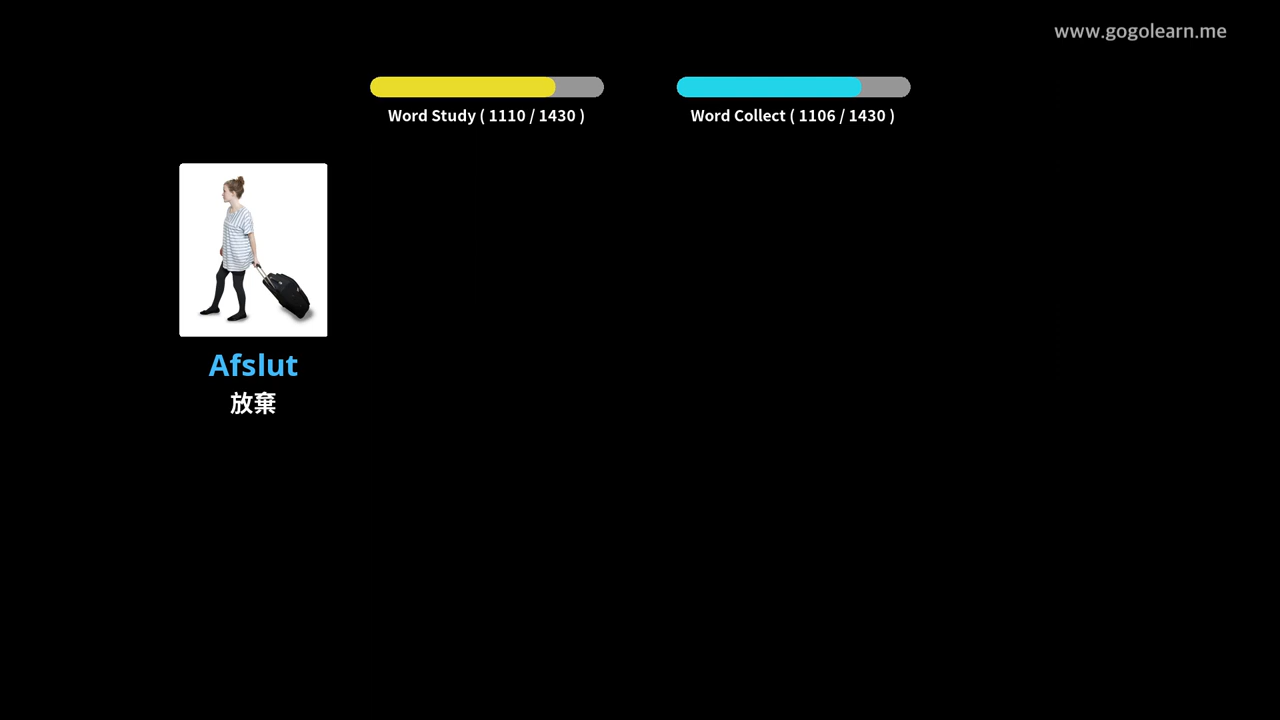 www.gogolearn.me
Word Study ( 1110 / 1430 )
Word Collect ( 1106 / 1430 )
Afslut
放棄